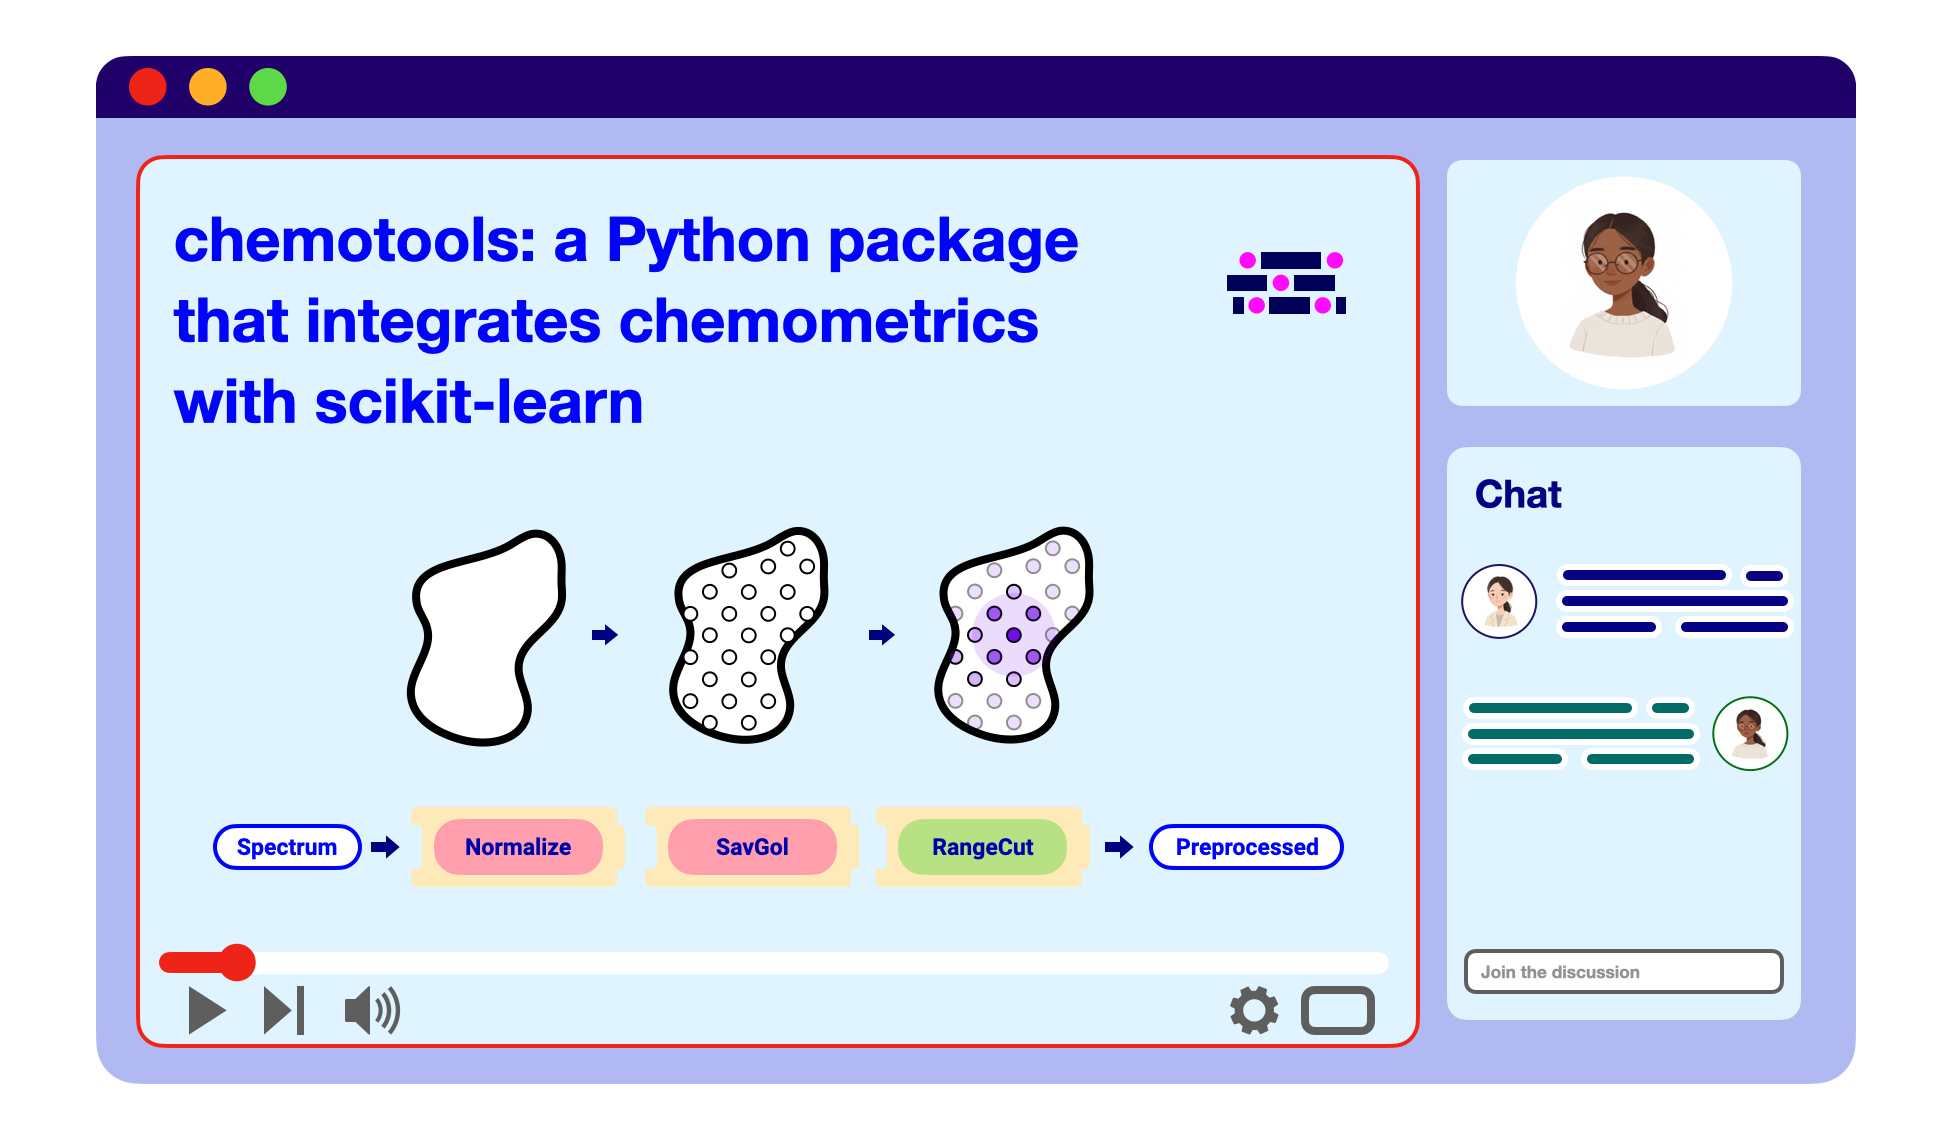 chemotools: a Python package
that integrates chemometrics
with scikit-learn
Spectrum
Normalize
SavGol
RangeCut
Preprocessed
Chat
Join the discussion